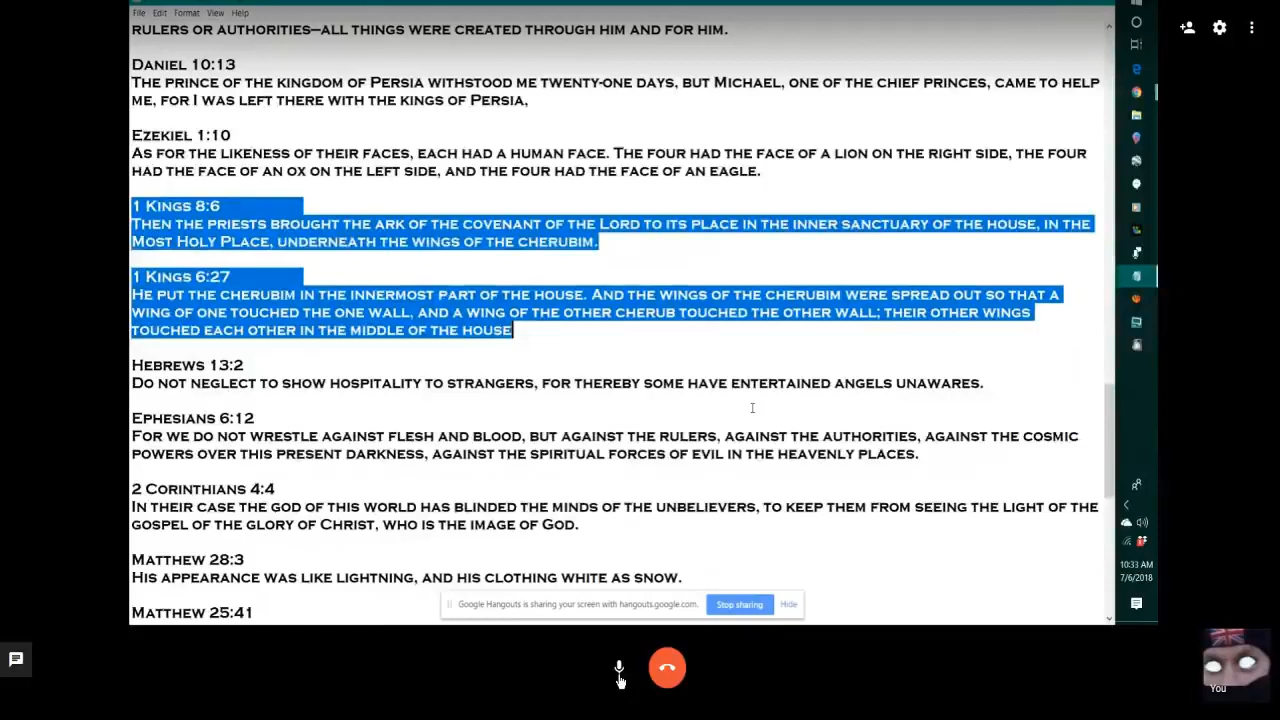 File Edit Format View Help
RULERS OR AUTHORITIES—ALL THINGS WERE CREATED THROUGH HIM AND FOR HIM.
DANIEL 10:13
THE PRINCE OF THE KINGDOM OF PERSIA WITHSTOOD ME TWENTY-ONE DAYS, BUT MICHAEL, ONE OF THE CHIEF PRINCES, CAME TO HELP
ME, FOR I WAS LEFT THERE WITH THE KINGS OF PERSIA,
EZEKIEL 1:10
AS FOR THE LIKENESS OF THEIR FACES, EACH HAD A HUMAN FACE. THE FOUR HAD THE FACE OF A LION ON THE RIGHT SIDE, THE FOUR
HAD THE FACE OF AN OX ON THE LEFT SIDE, AND THE FOUR HAD THE FACE OF AN EAGLE.
1 KINGS 8:6
THEN THE PRIESTS BROUGHT THE ARK OF THE COVENANT OF THE LORD TO ITS PLACE IN THE INNER SANCTUARY OF THE HOUSE, IN THE
MOST HOLY PLACE, UNDERNEATH THE WINGS OF THE CHERUBIM.
1 KINGS 6:27
HE PUT THE CHERUBIM IN THE INNERMOST PART OF THE HOUSE. AND THE WINGS OF THE CHERUBIM WERE SPREAD OUT SO THAT A
WING OF ONE TOUCHED THE ONE WALL, AND A WING OF THE OTHER CHERUB TOUCHED THE OTHER WALL; THEIR OTHER WINGS
TOUCHED EACH OTHER IN THE MIDDLE OF THE HOUSE
HEBREWS 13:2
DO NOT NEGLECT TO SHOW HOSPITALITY TO STRANGERS, FOR THEREBY SOME HAVE ENTERTAINED ANGELS UNAWARES.
EPHESIANS 6:12
FOR WE DO NOT WRESTLE AGAINST FLESH AND BLOOD, BUT AGAINST THE RULERS, AGAINST THE AUTHORITIES, AGAINST THE COSMIC
POWERS OVER THIS PRESENT DARKNESS, AGAINST THE SPIRITUAL FORCES OF EVIL IN THE HEAVENLY PLACES.
2 CORINTHIANS 4:4
IN THEIR CASE THE GOD OF THIS WORLD HAS BLINDED THE MINDS OF THE UNBELIEVERS, TO KEEP THEM FROM SEEING THE LIGHT OF THE
GOSPEL OF THE GLORY OF CHRIST, WHO IS THE IMAGE OF GOD.
MATTHEW 28:3
HIS APPEARANCE WAS LIKE LIGHTNING, AND HIS CLOTHING WHITE AS SNOW.
MATTHEW 25:41
Google Hangouts is sharing your screen with hangouts.google.com. Stop sharing Hide
10:33 AM
7/6/2018
You